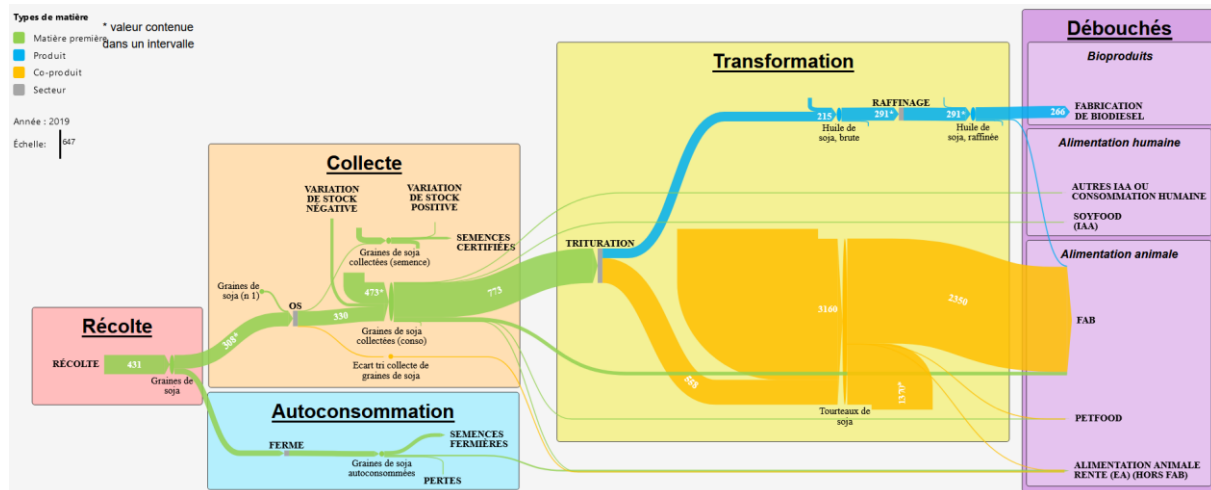 Types de matière
* valeur contenue
dans un intervalle
Matière première
Produit
Co-produit
Secteur
Année : 2019
Échelle:
647
Récolte
RÉCOLTE
431
Graines de
soja
308*
Collecte
VARIATION
DE STOCK
NÉGATIVE
VARIATION
DE STOCK
POSITIVE
SEMENCES
CERTIFIÉES
Graines de soja
collectées (semence)
Graines de
soja (n 1)
OS
330
473*
773
Graines de soja
collectées (conso)
Ecart tri collecte de
graines de soja
Autoconsommation
FERME
Graines de soja
autoconsommées
SEMENCES
FERMIÈRES
PERTES
Transformation
TRITURATION
215
Huile de
soja, brute
291*
RAFFINAGE
291*
Huile de
soja, raffinée
266
588
3160
2350
1370*
Tourteaux de
soja
Débouchés
Bioproduits
FABRICATION
DE BIODIESEL
Alimentation humaine
AUTRES IAA OU
CONSOMMATION HUMAINE
SOYFOOD
(IAA)
Alimentation animale
FAB
PETFOOD
ALIMENTATION ANIMALE
RENTE (EA) (HORS FAB)